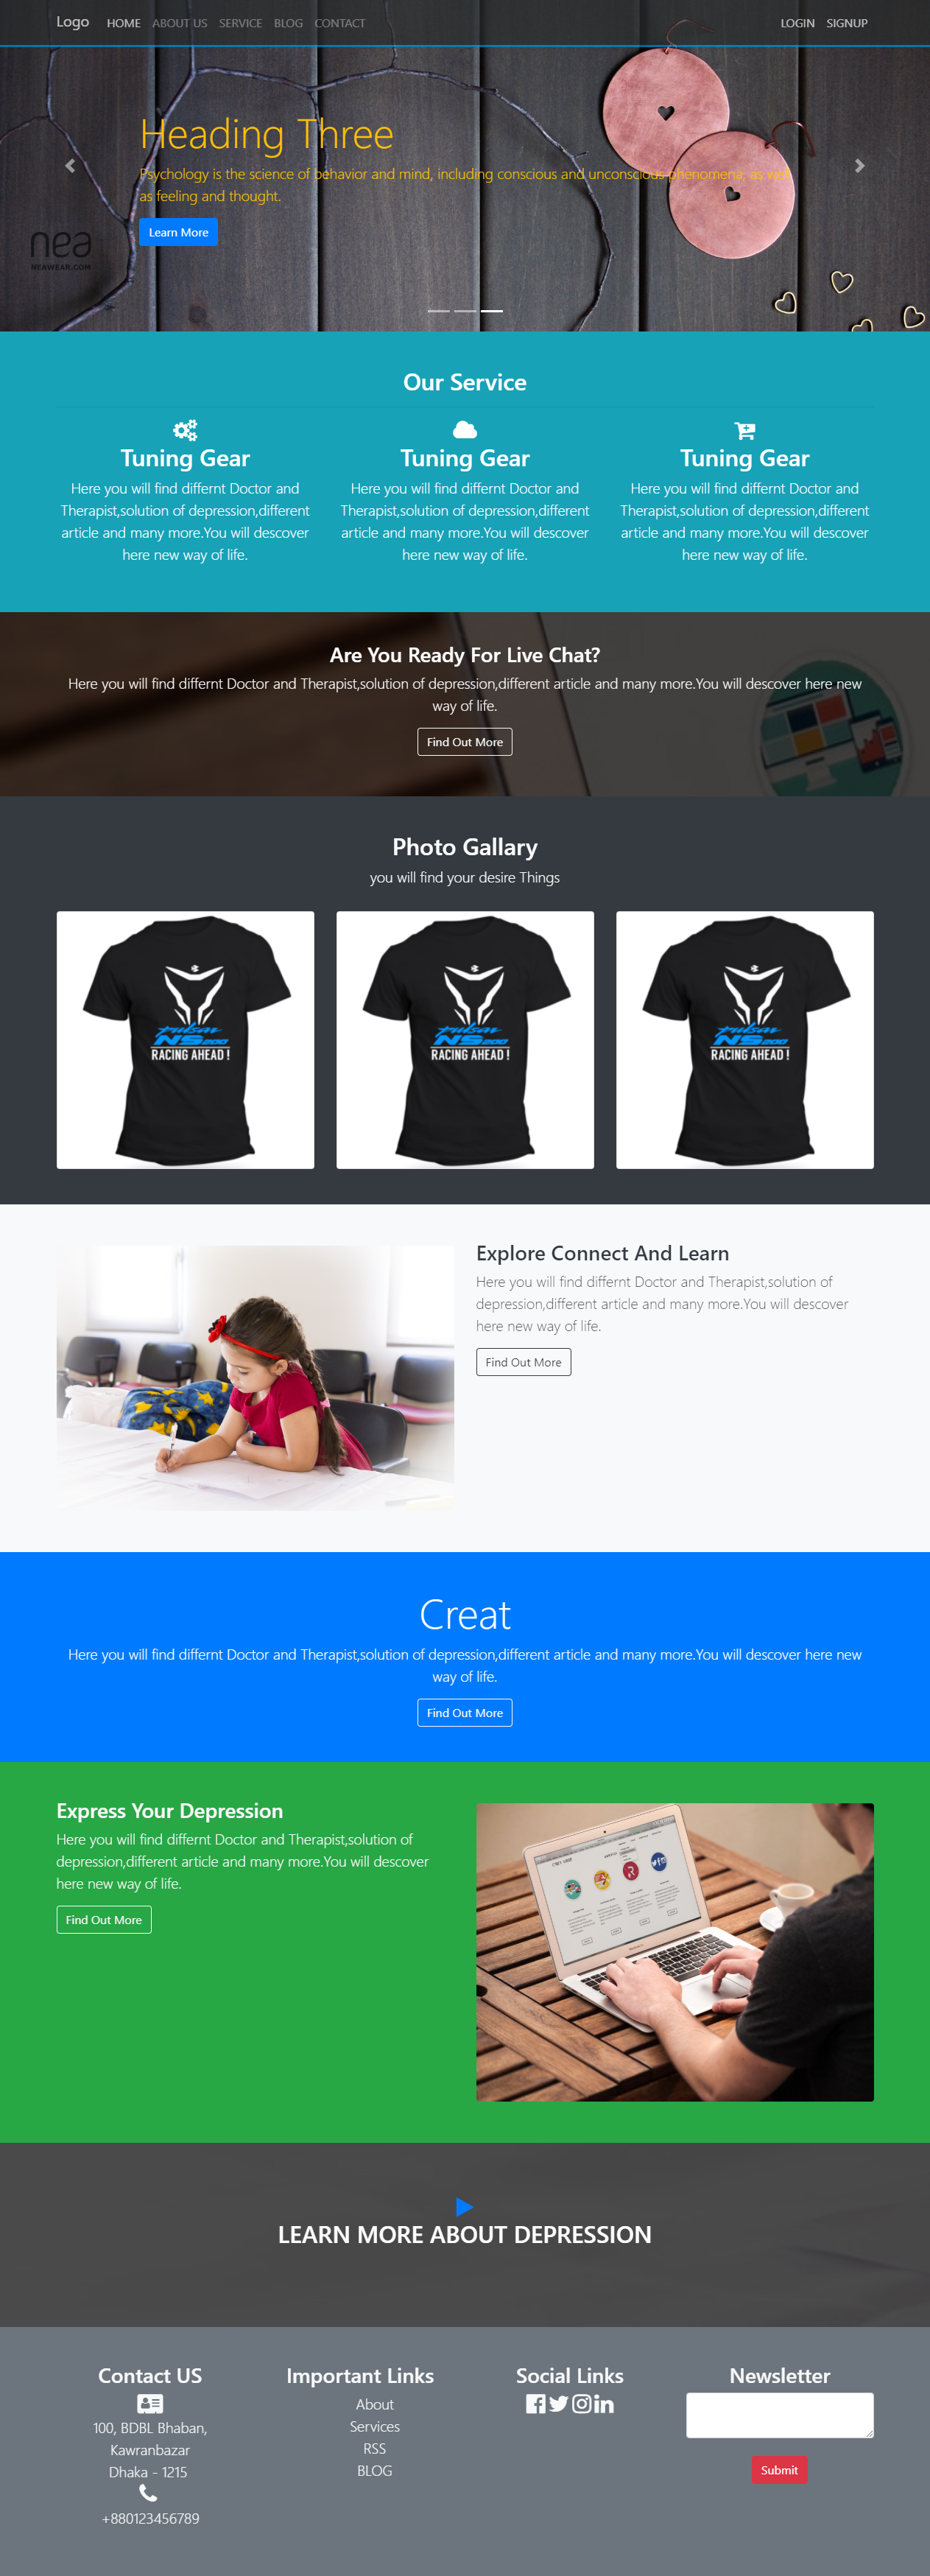 Logo HOME ABOUT US SERVICE BLOG CONTACT LOGIN SIGNUP
Heading Three
Psychology is the science of behavior and mind, including conscious and unconscious phenomena, as well
as feeling and thought.
Learn More
nea
NEAWEAR.COM
Our Service
Tuning Gear
Here you will find differnt Doctor and
Therapist,solution of depression,different
article and many more.You will descover
here new way of life.
Tuning Gear
Here you will find differnt Doctor and
Therapist,solution of depression,different
article and many more.You will descover
here new way of life.
Tuning Gear
Here you will find differnt Doctor and
Therapist,solution of depression,different
article and many more.You will descover
here new way of life.
Are You Ready For Live Chat?
Here you will find differnt Doctor and Therapist,solution of depression,different article and many more.You will descover here new
way of life.
Find Out More
Photo Gallary
you will find your desire Things
pulsar
NS200
RACING AHEAD !
pulsar
NS200
RACING AHEAD !
pulsar
NS200
RACING AHEAD !
Explore Connect And Learn
Here you will find differnt Doctor and Therapist,solution of
depression,different article and many more.You will descover
here new way of life.
Find Out More
Creat
Here you will find differnt Doctor and Therapist,solution of depression,different article and many more.You will descover here new
way of life.
Find Out More
Express Your Depression
Here you will find differnt Doctor and Therapist,solution of
depression,different article and many more.You will descover
here new way of life.
Find Out More
LEARN MORE ABOUT DEPRESSION
Contact US
100, BDBL Bhaban,
Kawranbazar
Dhaka - 1215
+880123456789
Important Links
About
Services
RSS
BLOG
Social Links
Newsletter
Submit